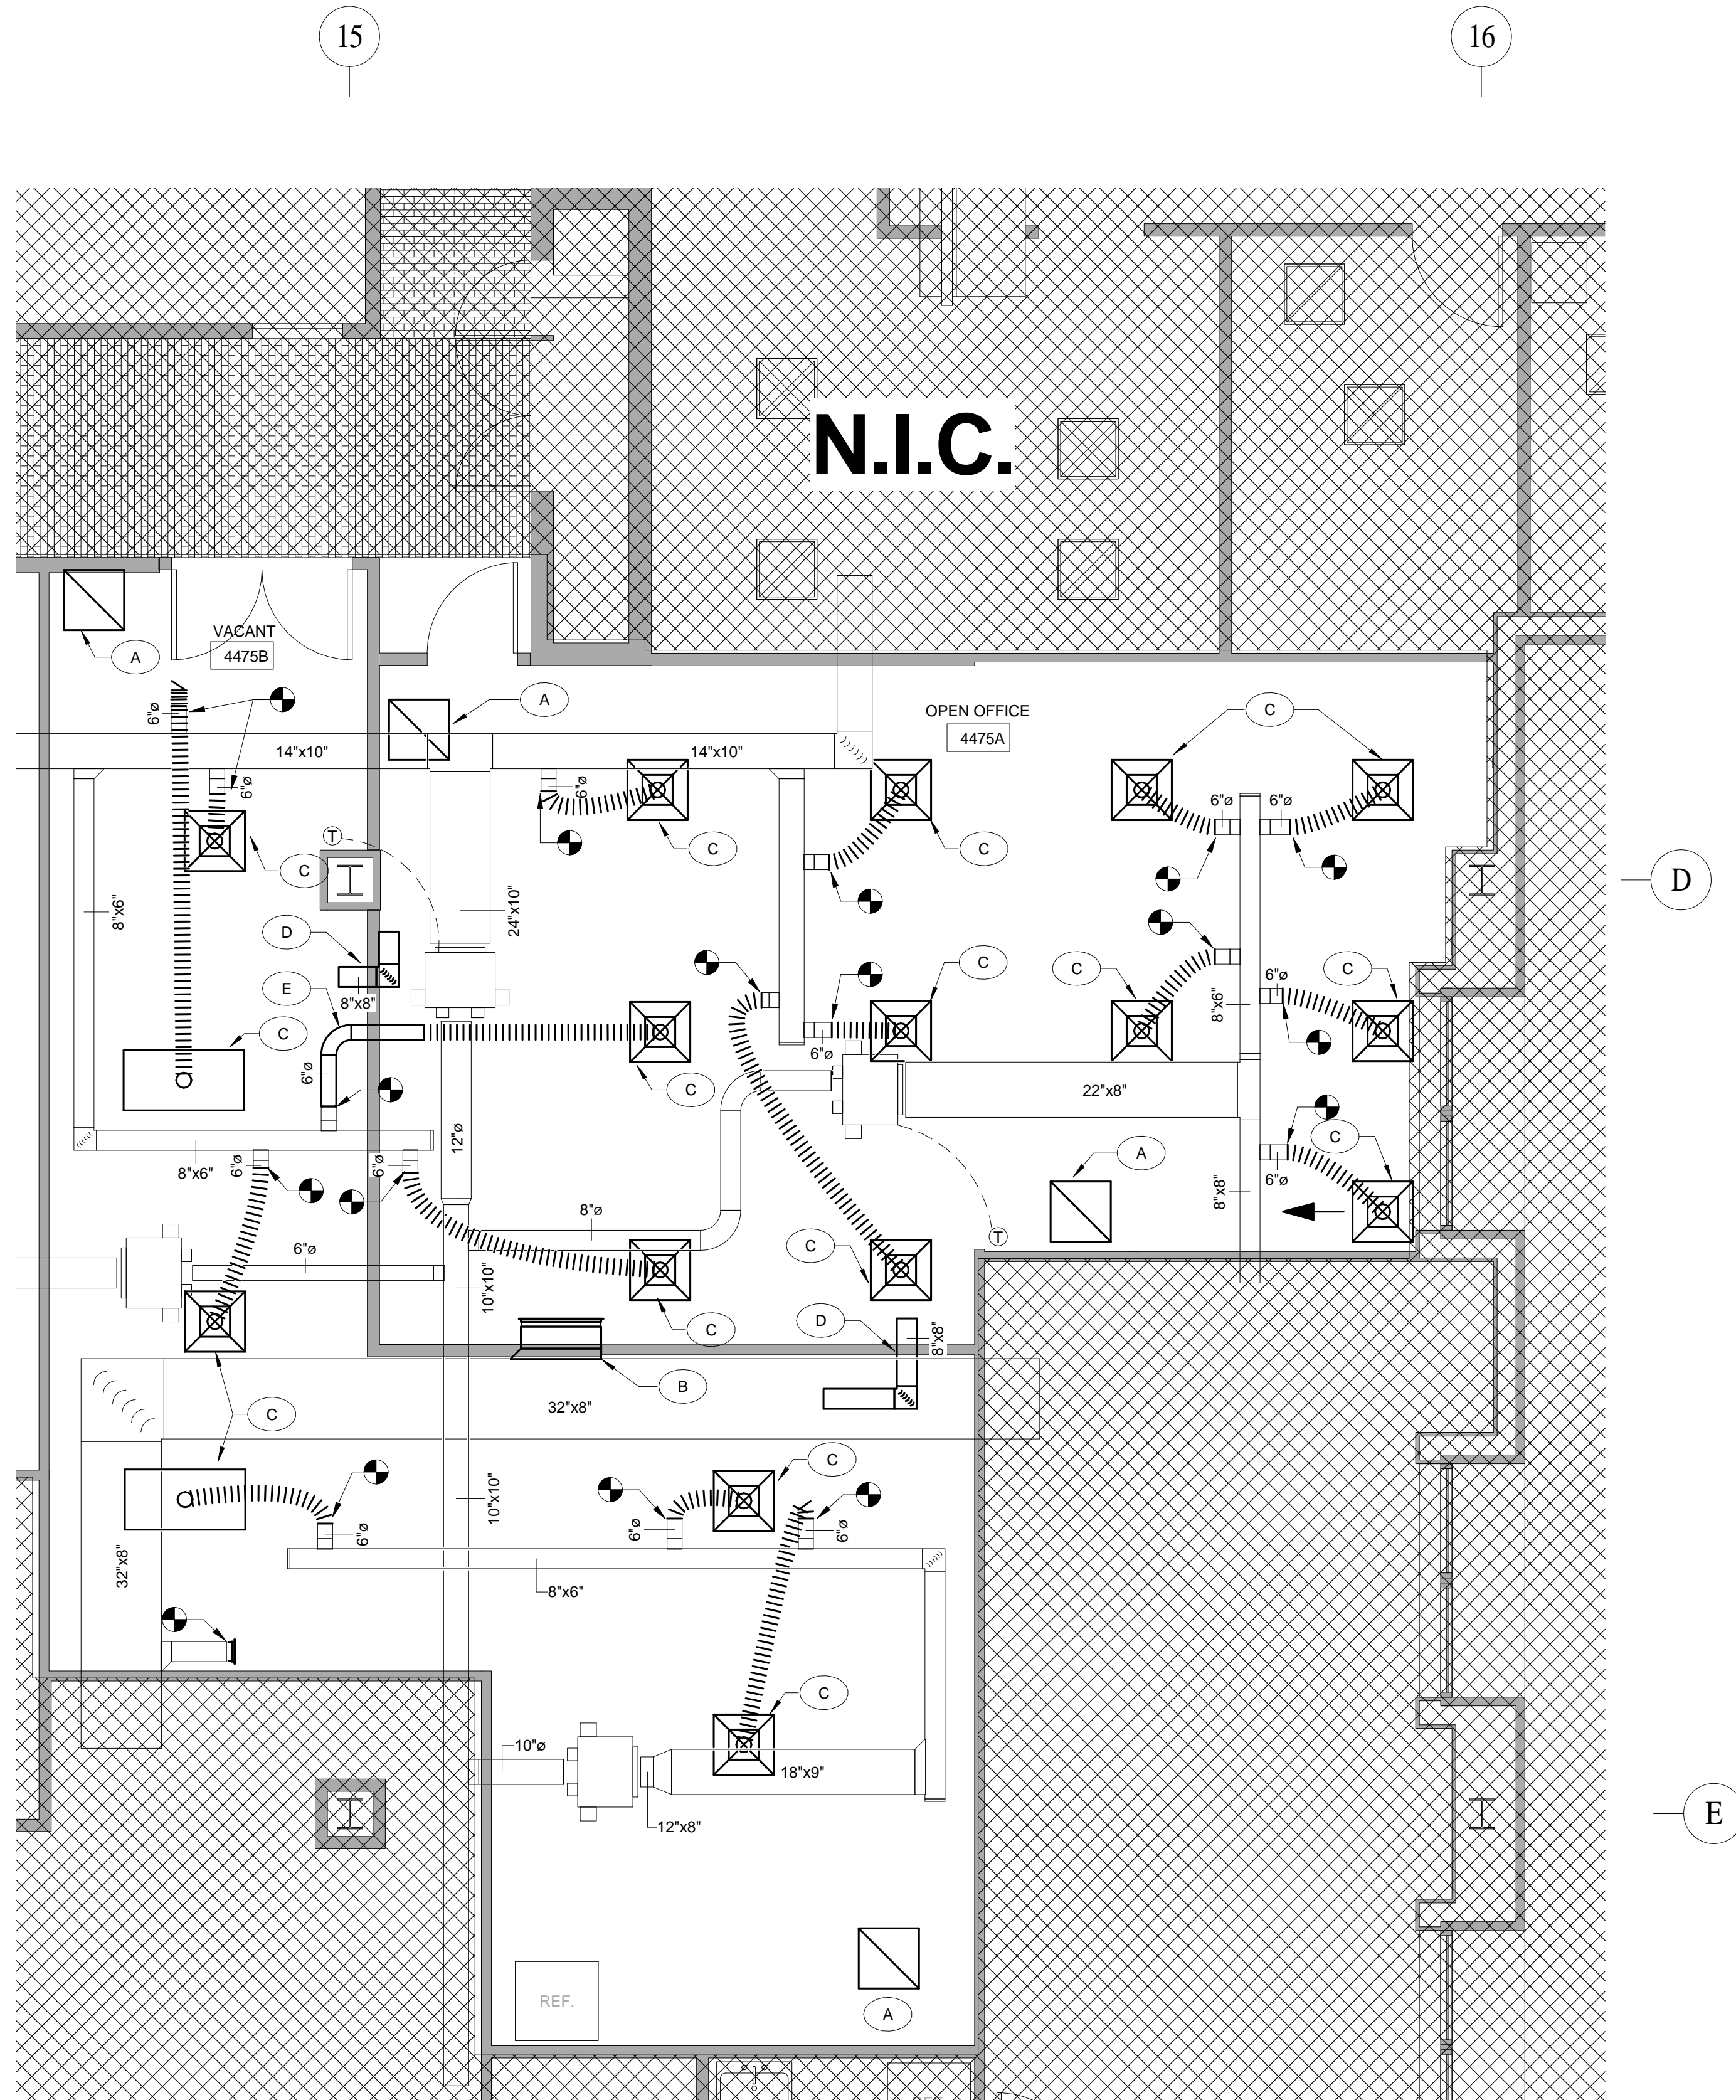 15
16
N.I.C.
VACANT
4475B
A
A
OPEN OFFICE
4475A
C
6"ø
14"x10"
14"x10"
6"ø
6"ø
6"ø
6"ø
T
C
C
C
D
8"x6"
24"x10"
D
C
C
C
6"ø
8"x6"
E
8"x8"
C
6"ø
6"ø
C
22"x8"
12"ø
C
A
8"x6"
6"ø
6"ø
6"ø
8"x8"
8"ø
T
C
6"ø
10"x10"
D
8"x8"
C
B
32"x8"
C
C
10"x10"
6"ø
6"ø
6"ø
32"x8"
8"x6"
C
10"ø
18"x9"
12"x8"
E
REF.
A